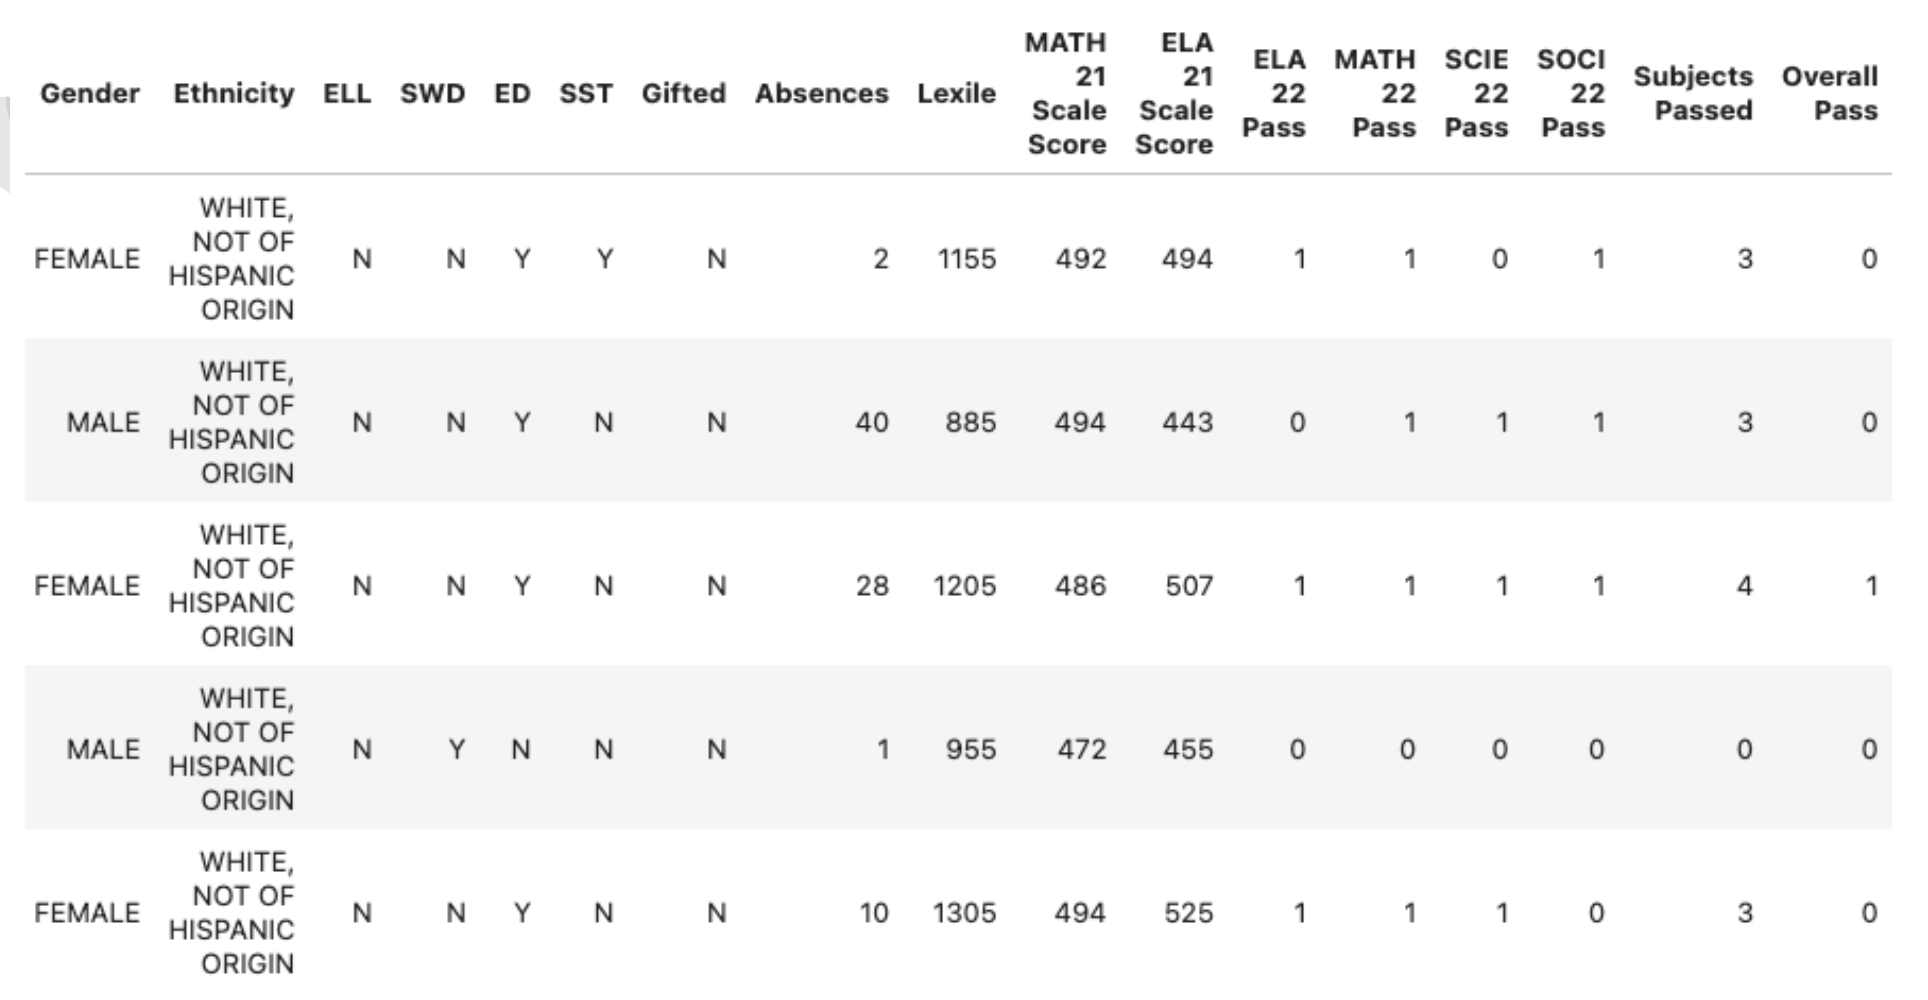 Gender Ethnicity ELL SWD ED SST Gifted Absences Lexile MATH 21 Scale Score ELA 21 Scale Score ELA 22 Pass MATH 22 Pass SCIE 22 Pass SOCI 22 Pass Subjects Passed Overall Pass
FEMALE WHITE, NOT OF HISPANIC ORIGIN N N Y Y N 2 1155 492 494 1 1 0 1 3 0
MALE WHITE, NOT OF HISPANIC ORIGIN N N Y N N 40 885 494 443 0 1 1 1 3 0
FEMALE WHITE, NOT OF HISPANIC ORIGIN N N Y N N 28 1205 486 507 1 1 1 1 4 1
MALE WHITE, NOT OF HISPANIC ORIGIN N Y N N N 1 955 472 455 0 0 0 0 0 0
FEMALE WHITE, NOT OF HISPANIC ORIGIN N N Y N N 10 1305 494 525 1 1 1 0 3 0